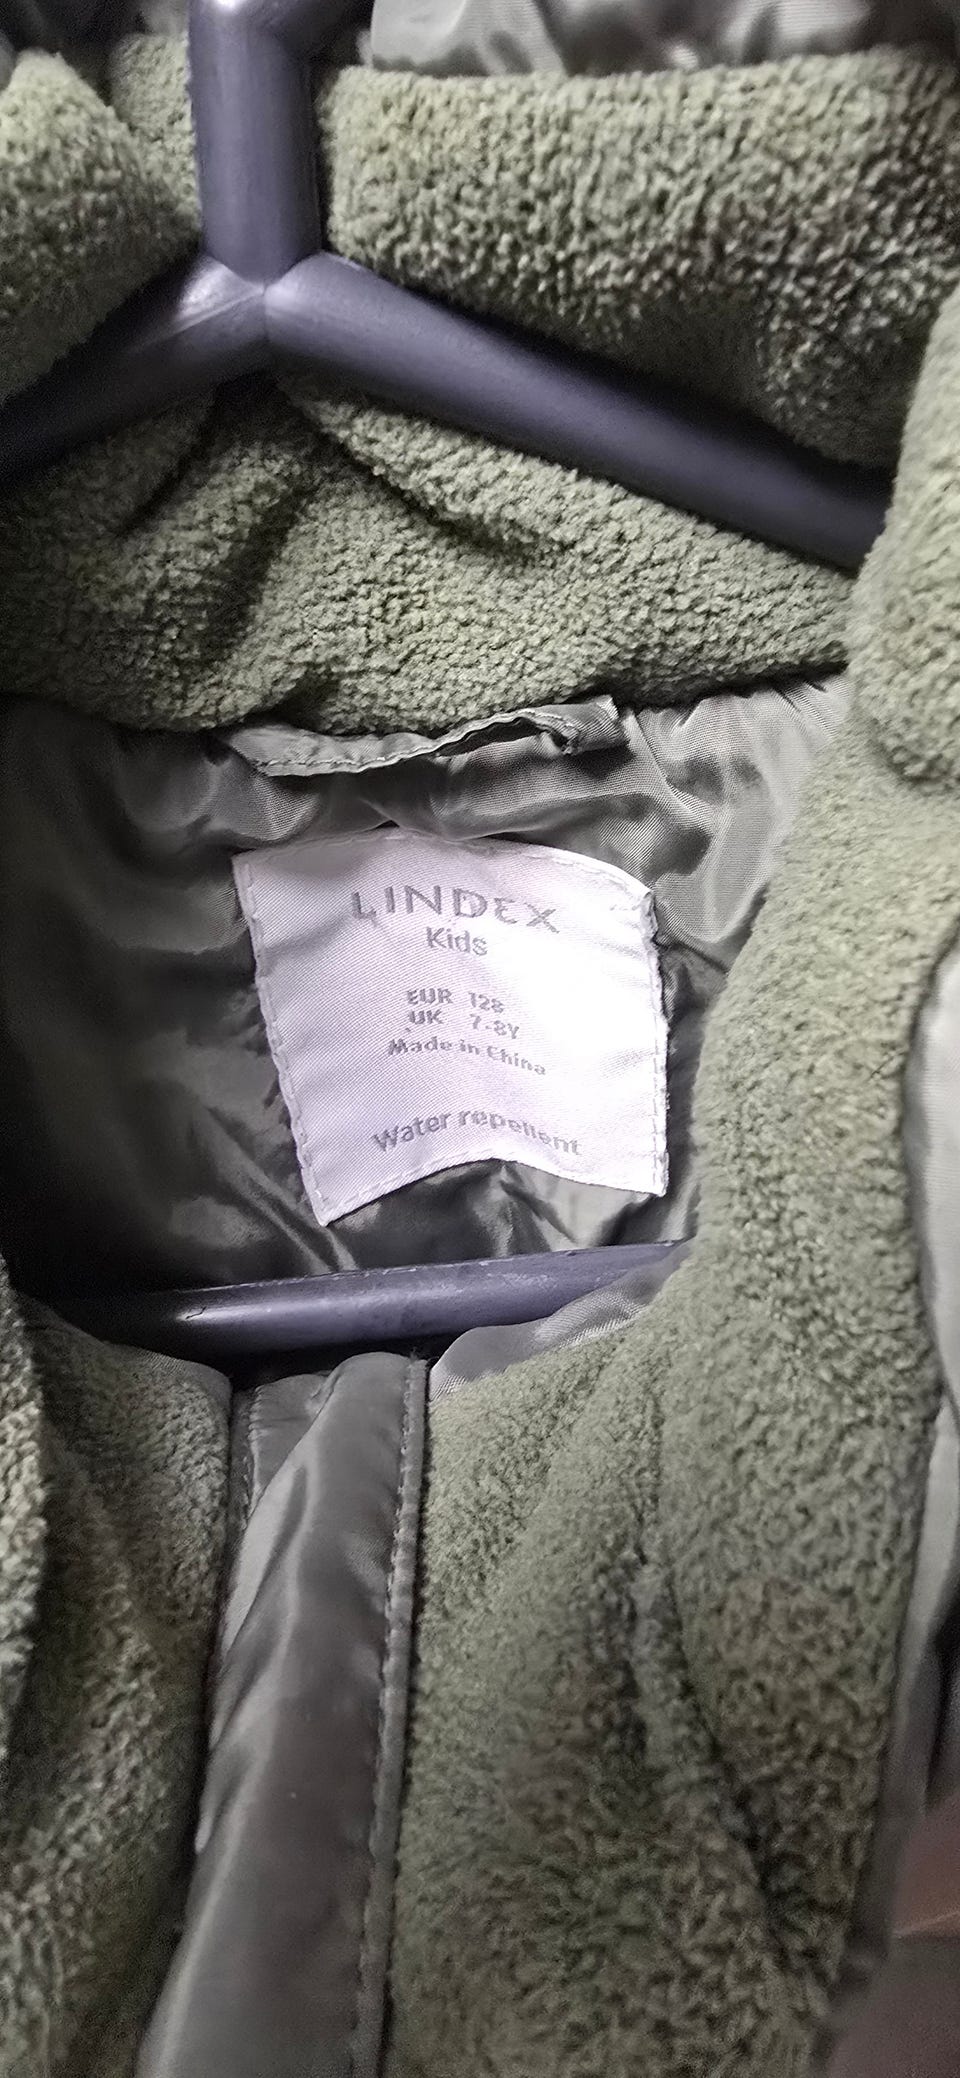 LINDEX
Kids
EUR 128
UK 7-8Y
Made in China
Water repellent